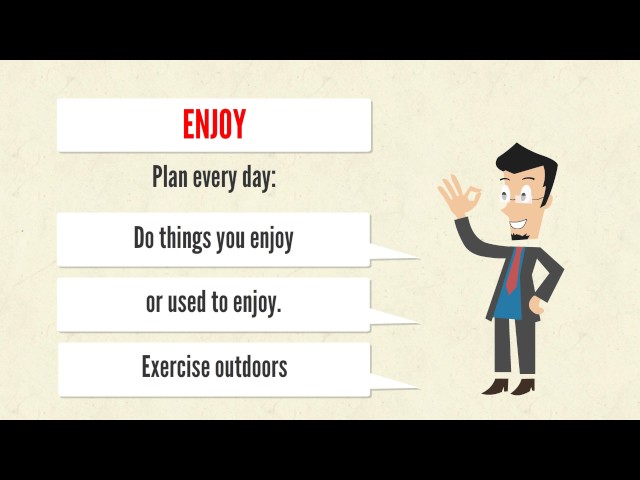 ENJOY
Plan every day:
Do things you enjoy
or used to enjoy.
Exercise outdoors